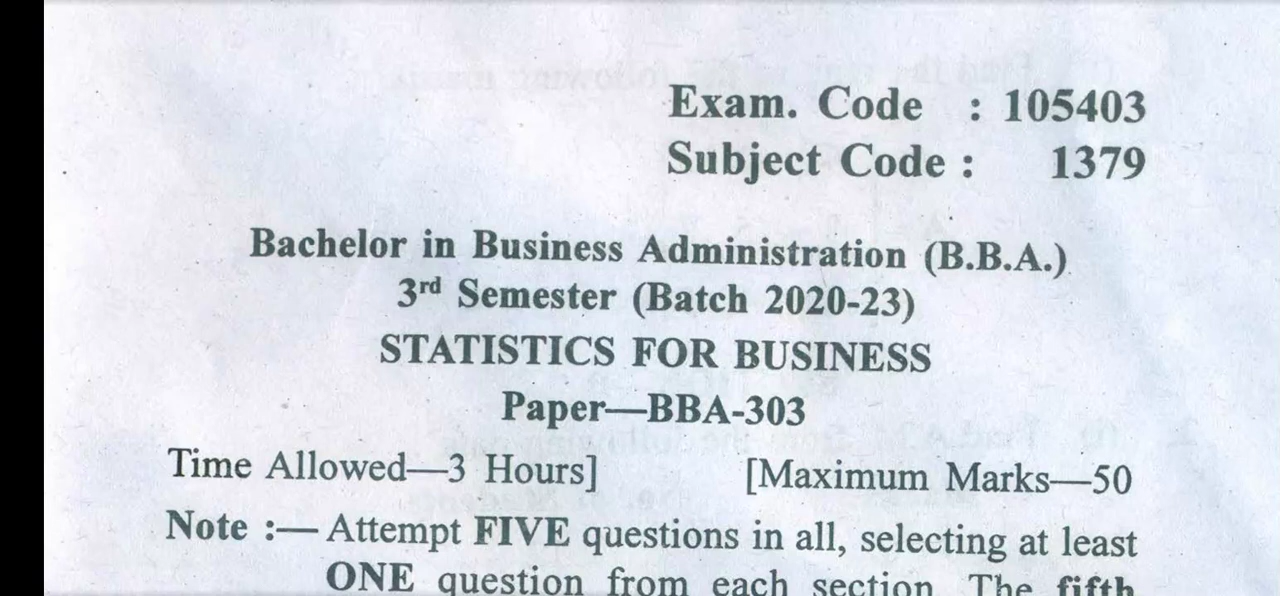 Exam. Code : 105403
Subject Code : 1379
Bachelor in Business Administration (B.B.A.)
3rd Semester (Batch 2020-23)
STATISTICS FOR BUSINESS
Paper—BBA-303
Time Allowed—3 Hours] [Maximum Marks—50
Note :— Attempt FIVE questions in all, selecting at least
ONE question from each section. The fifth